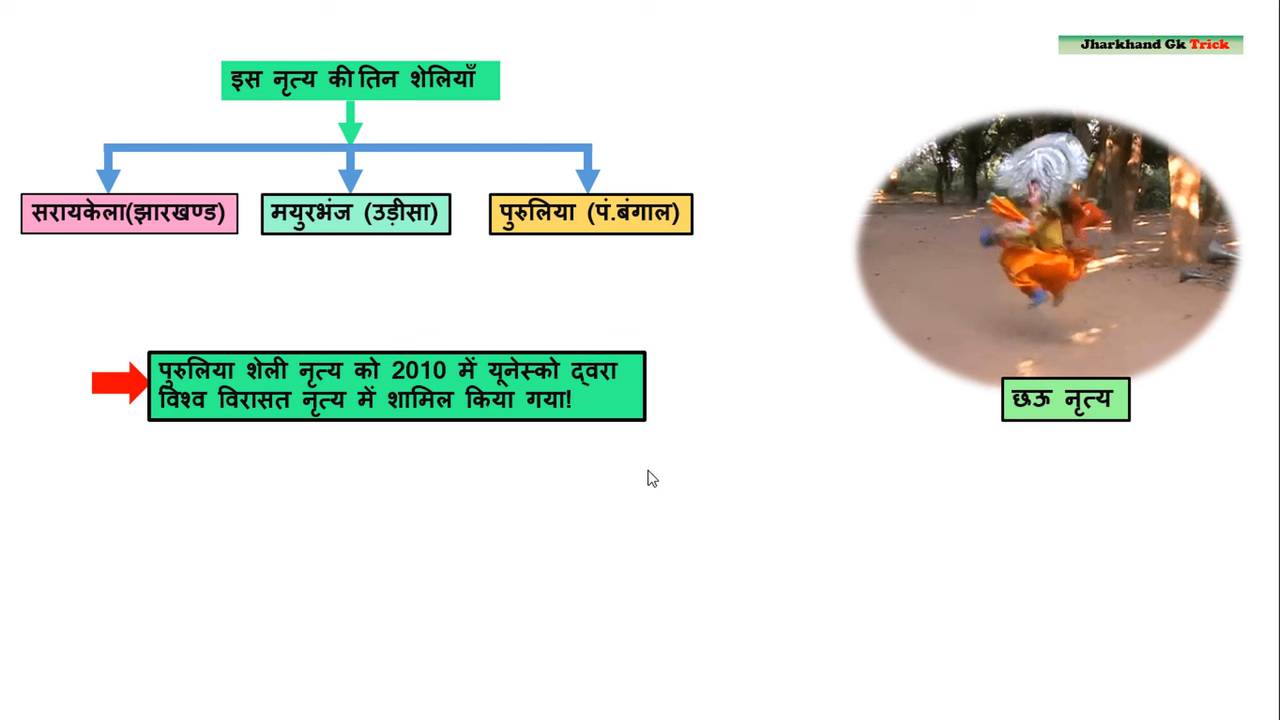 Jharkhand Gk Trick
इस नृत्य की तिन शेलियाँ
सरायकेला(झारखण्ड)
मयुरभंज (उड़ीसा)
पुरुलिया (पं.बंगाल)
पुरुलिया शेली नृत्य को 2010 में यूनेस्को द्वरा
विश्व विरासत नृत्य में शामिल किया गया!
छऊ नृत्य